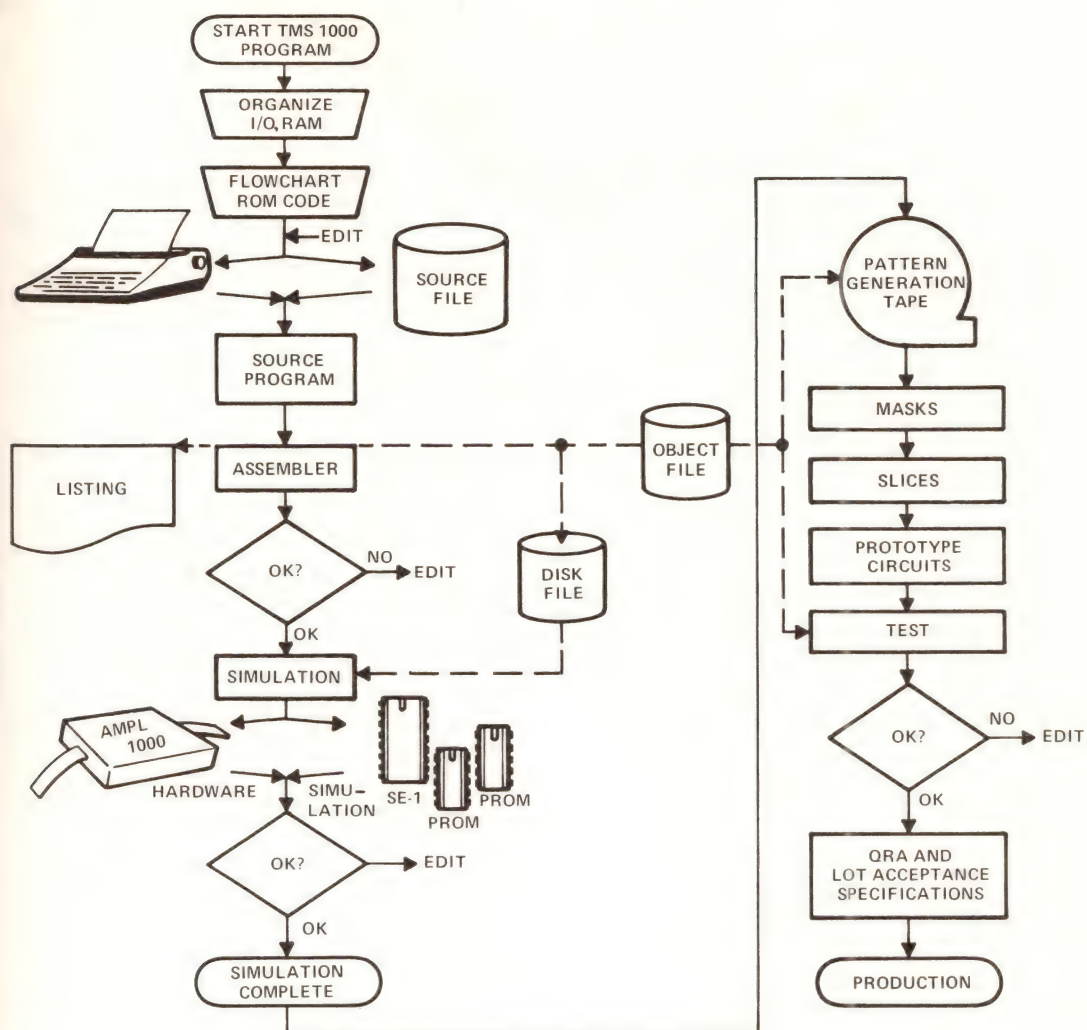 START TMS 1000
PROGRAM
ORGANIZE
I/O, RAM
FLOWCHART
ROM CODE
EDIT
SOURCE
FILE
SOURCE
PROGRAM
LISTING
ASSEMBLER
OBJECT
FILE
OK?
NO
EDIT
DISK
FILE
OK
SIMULATION
AMPL
1000
HARDWARE
SIMU-
LATION
SE-1
PROM
PROM
OK?
EDIT
OK
SIMULATION
COMPLETE
PATTERN
GENERATION
TAPE
MASKS
SLICES
PROTOTYPE
CIRCUITS
TEST
OK?
NO
EDIT
OK
QRA AND
LOT ACCEPTANCE
SPECIFICATIONS
PRODUCTION